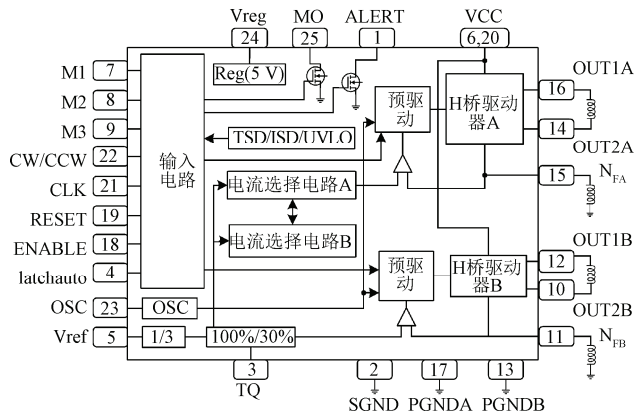 Vreg MO ALERT VCC
24 25 1 6,20
M1 7
Reg(5 V)
OUT1A
16
M2 8
预驱动
H桥驱动器A
M3 9
TSD/ISD/UVLO
14
OUT2A
CW/CCW 22
输入电路
15 NFA
CLK 21
电流选择电路A
RESET 19
OUT1B
ENABLE 18
电流选择电路B
12
latchauto 4
预驱动
H桥驱动器B
10
OSC 23 OSC
OUT2B
Vref 5 1/3 100%/30%
11 NFB
3 2 17 13
TQ SGND PGNDA PGNDB